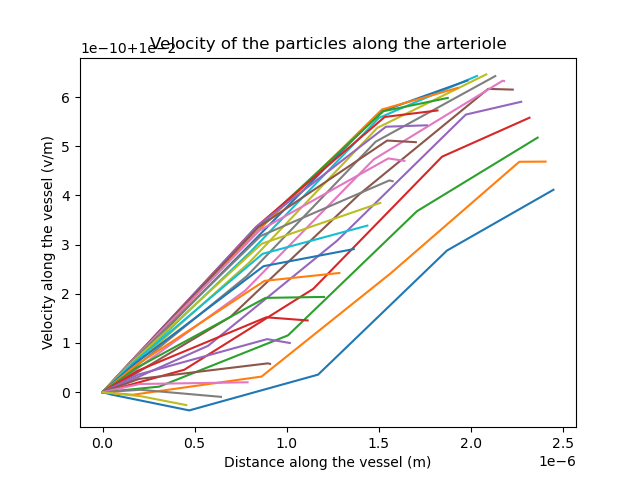 Velocity of the particles along the arteriole
1e−10+1e−2
6
5
4
3
2
1
0
Velocity along the vessel (v/m)
0.0 0.5 1.0 1.5 2.0 2.5
1e−6
Distance along the vessel (m)